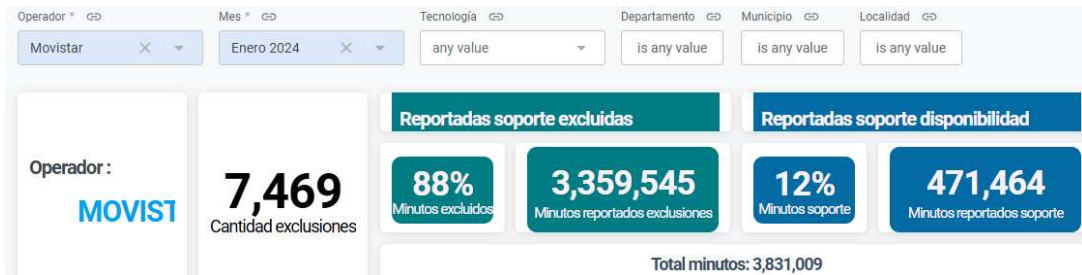 Operador * Mes * Tecnología Departamento Municipio Localidad
Movistar Enero 2024 any value is any value is any value is any value
Reportadas soporte excluidas Reportadas soporte disponibilidad
Operador :
MOVIST
7,469
Cantidad exclusiones
88%
Minutos excluidos
3,359,545
Minutos reportados exclusiones
12%
Minutos soporte
471,464
Minutos reportados soporte
Total minutos: 3,831,009